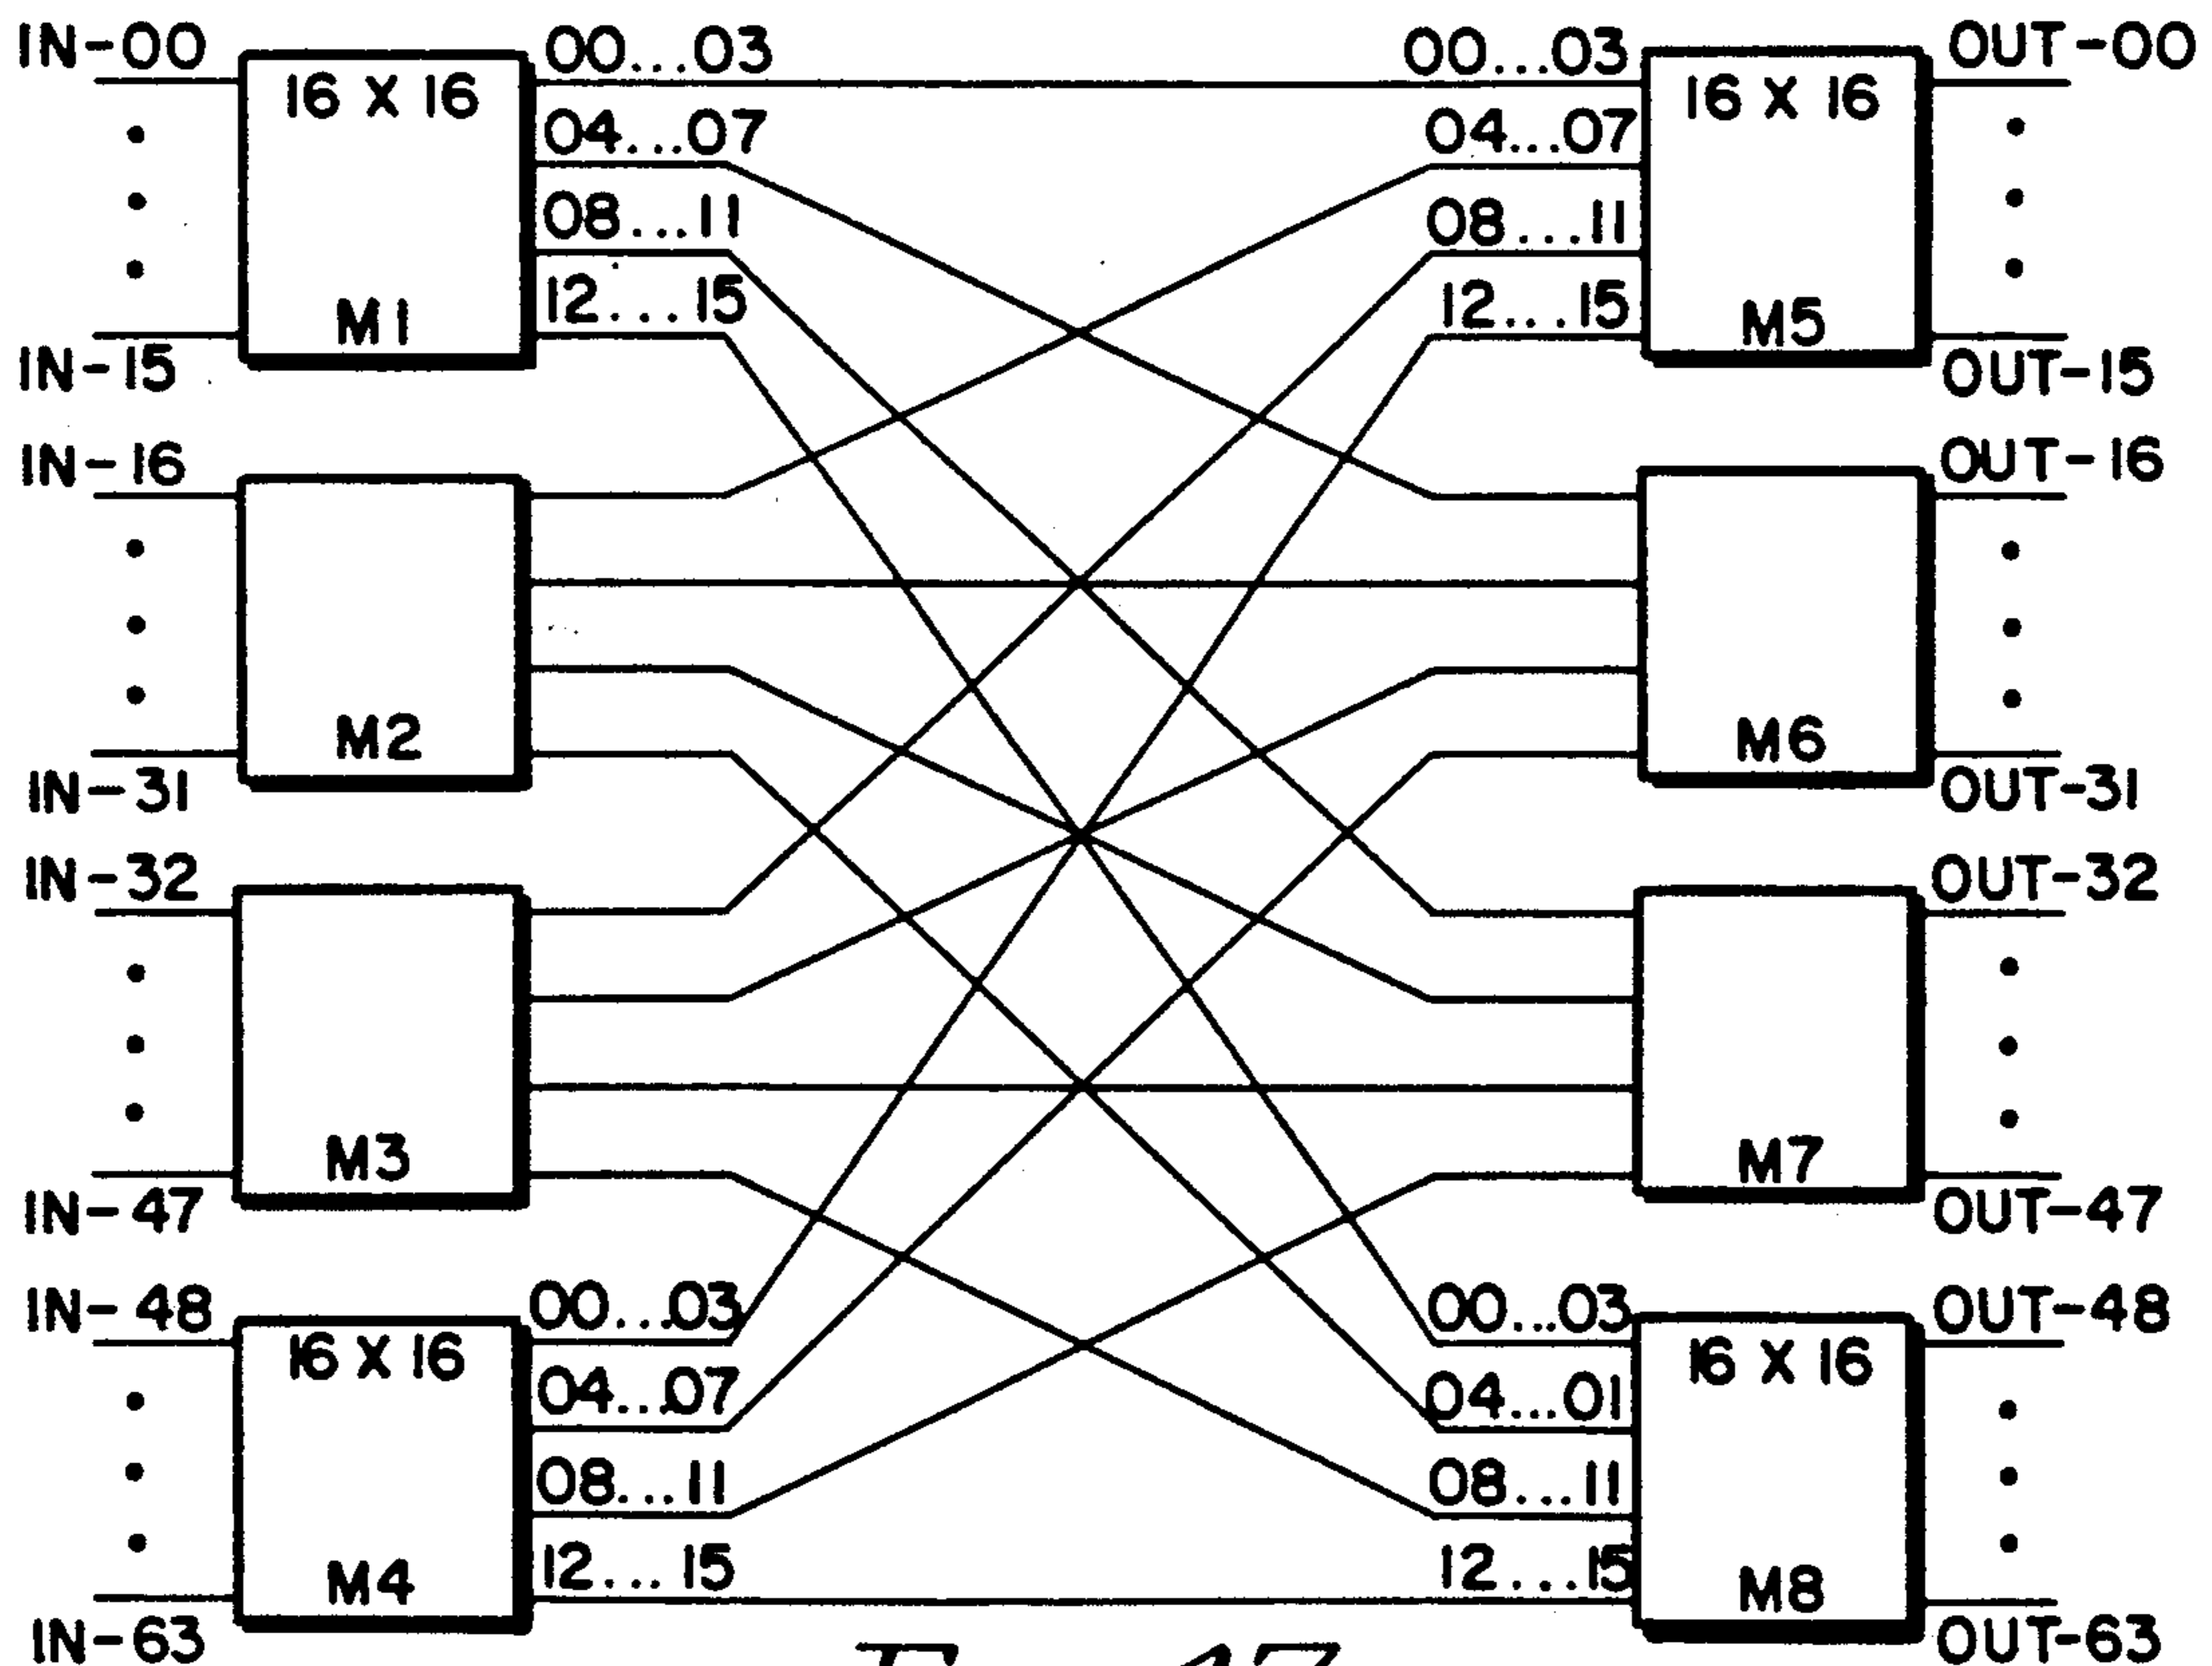 IN-00
00...03
00...03
OUT-00
16 X 16
16 X 16
04...07
04...07
08...11
08...11
12...15
12...15
M1
M5
IN-15
OUT-15
IN-16
OUT-16
M2
M6
IN-31
OUT-31
IN-32
OUT-32
M3
M7
IN-47
OUT-47
IN-48
00...03
00...03
OUT-48
16 X 16
16 X 16
04...07
04...01
08...11
08...11
12...15
12...15
M4
M8
IN-63
OUT-63